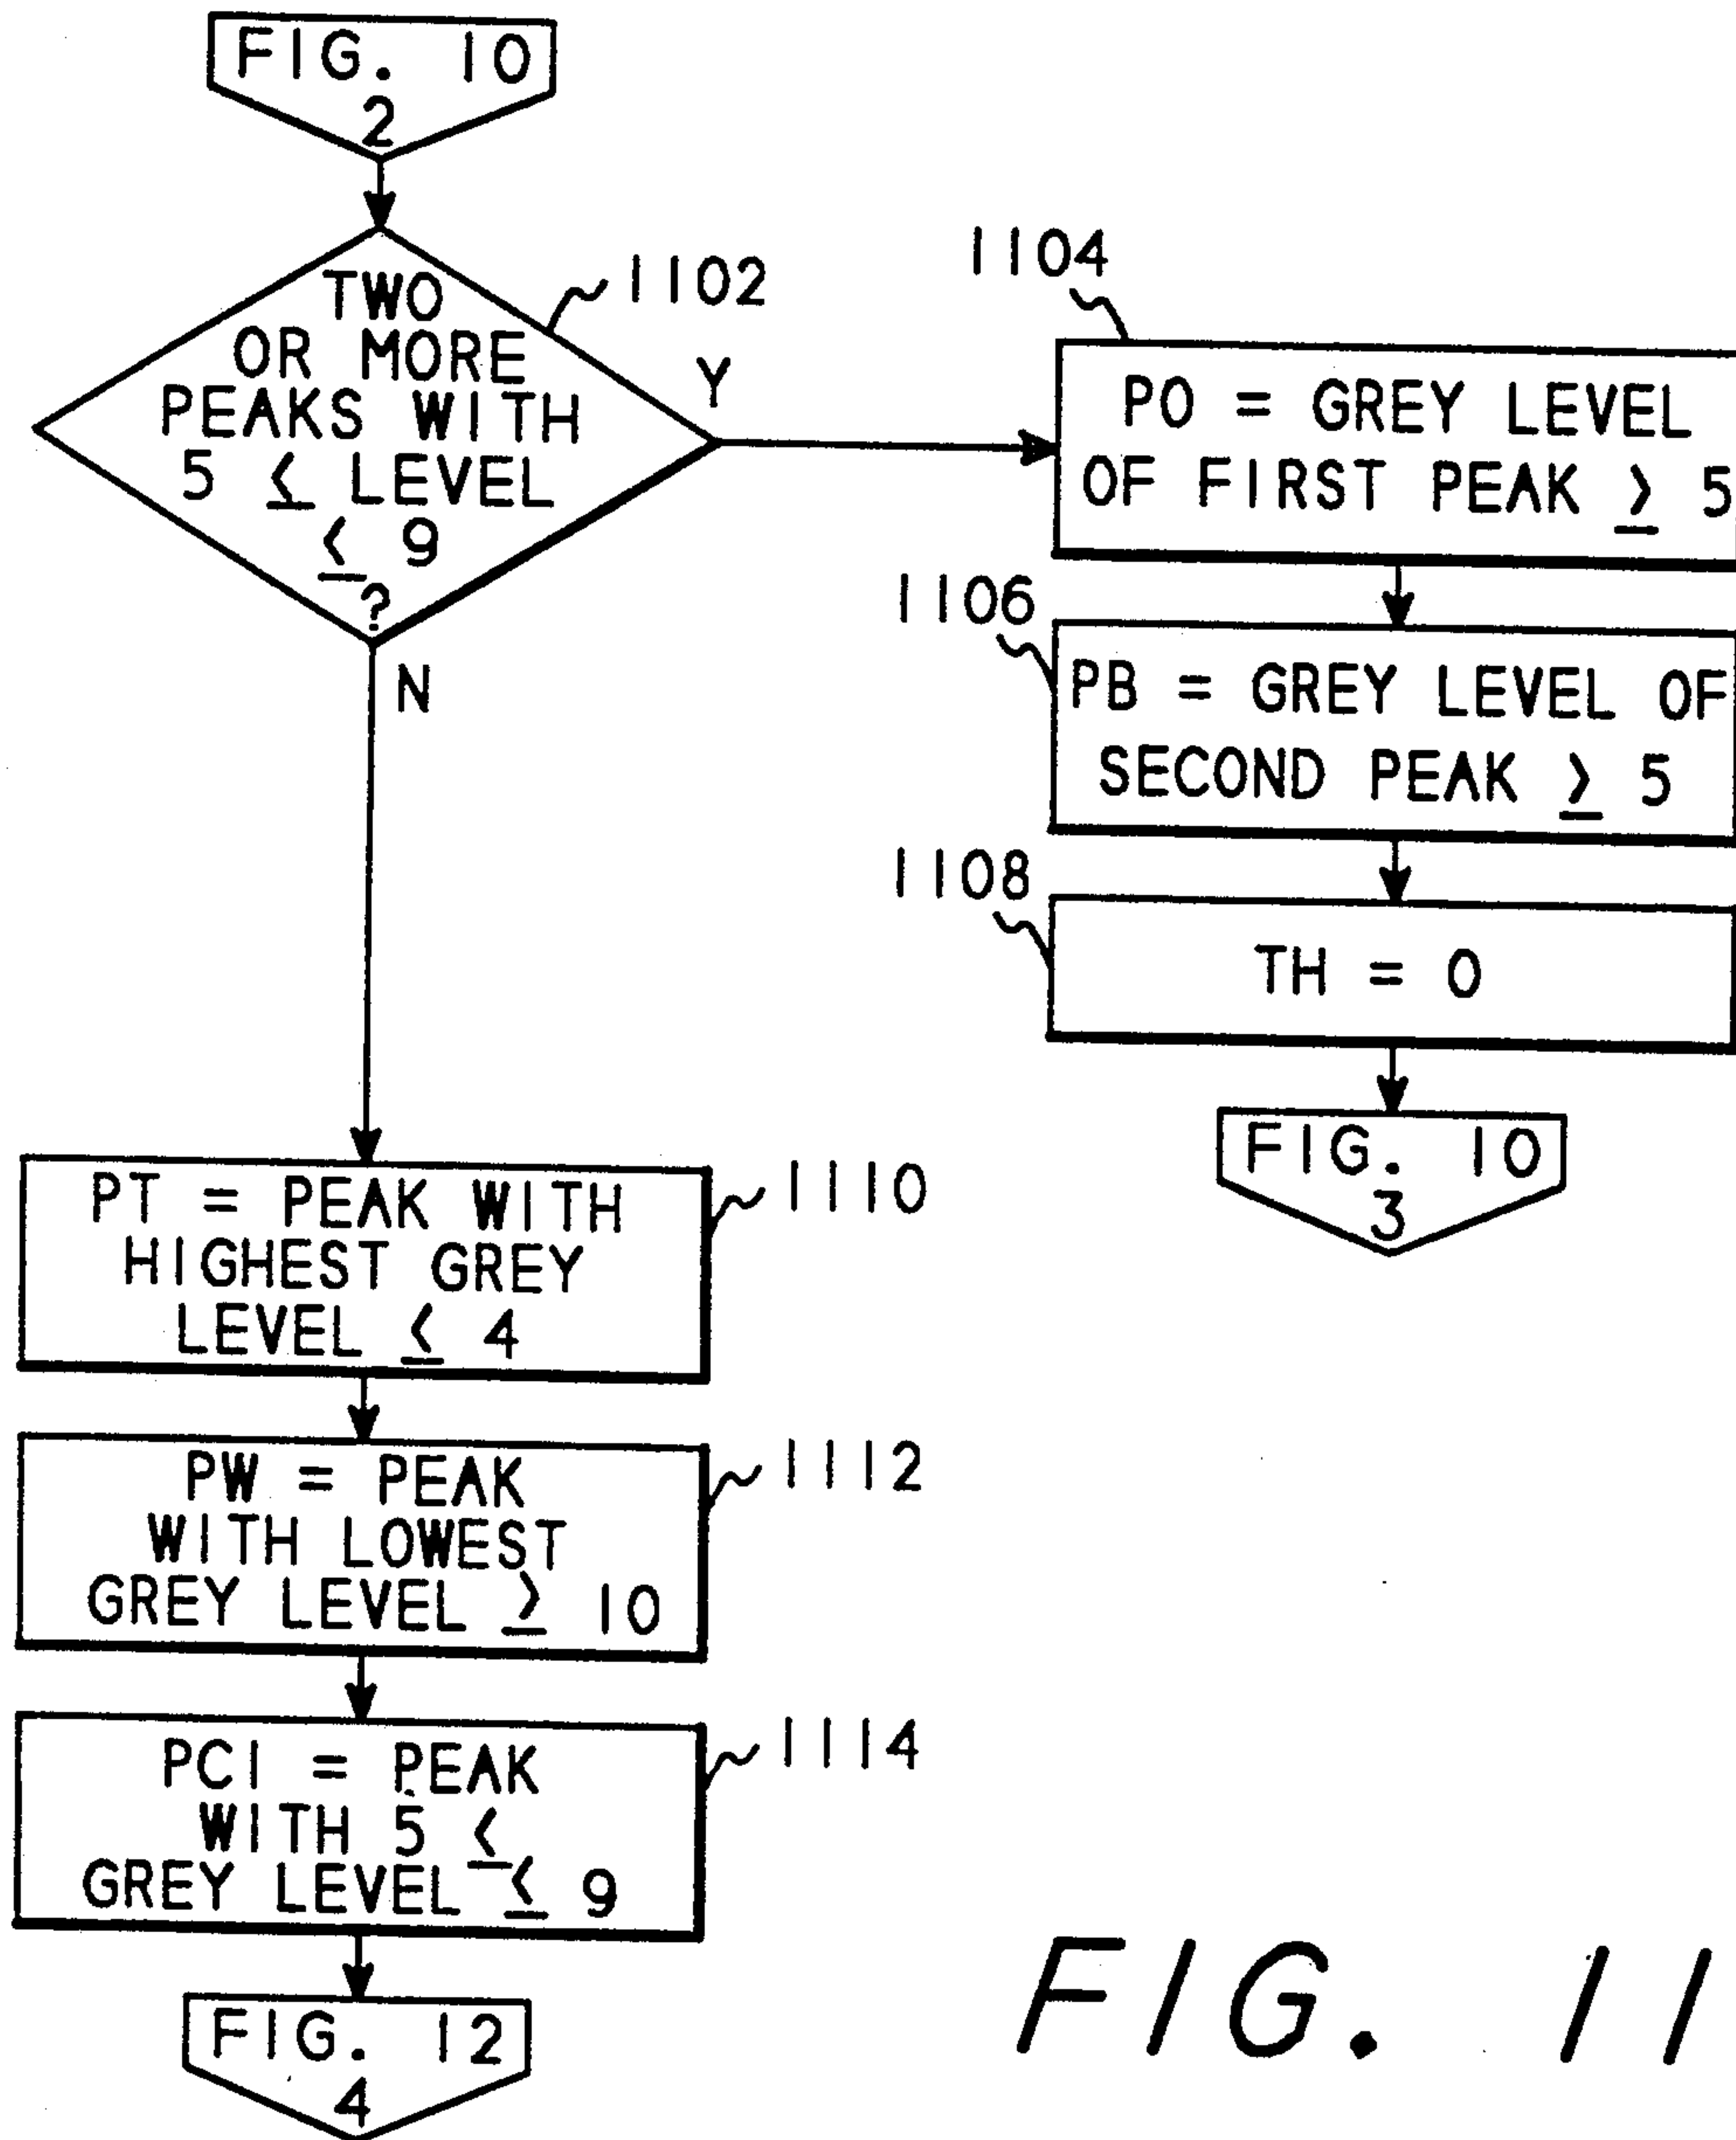 FIG. 10
2
TWO
OR MORE
PEAKS WITH
5 ≤ LEVEL
≤ 9
?
1102
Y
N
1104
PO = GREY LEVEL
OF FIRST PEAK ≥ 5
1106
PB = GREY LEVEL OF
SECOND PEAK ≥ 5
1108
TH = 0
FIG. 10
3
PT = PEAK WITH
HIGHEST GREY
LEVEL ≤ 4
1110
PW = PEAK
WITH LOWEST
GREY LEVEL ≥ 10
1112
PCI = PEAK
WITH 5 ≤
GREY LEVEL ≤ 9
1114
FIG. 12
4
FIG. 11